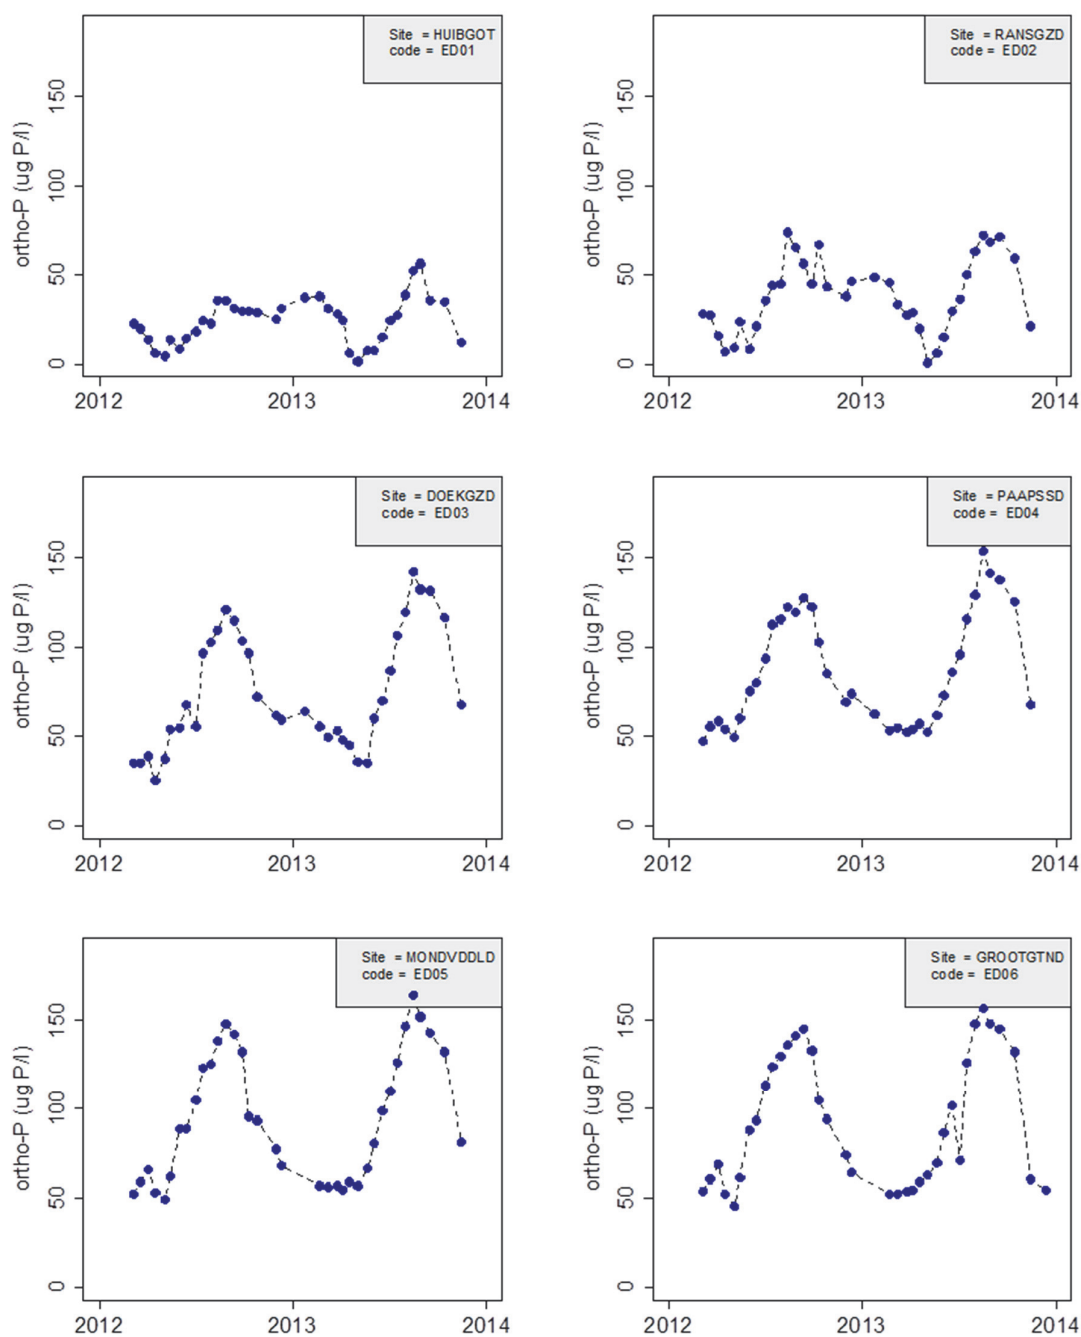 Site = HUIBGOT
code = ED01
ortho-P (ug P/l)
150
100
50
0
2012
2013
2014
Site = RANSGZD
code = ED02
ortho-P (ug P/l)
150
100
50
0
2012
2013
2014
Site = DOEKGZD
code = ED03
ortho-P (ug P/l)
150
100
50
0
2012
2013
2014
Site = PAAPSSD
code = ED04
ortho-P (ug P/l)
150
100
50
0
2012
2013
2014
Site = MONDVDDLD
code = ED05
ortho-P (ug P/l)
150
100
50
0
2012
2013
2014
Site = GROOTGTND
code = ED06
ortho-P (ug P/l)
150
100
50
0
2012
2013
2014